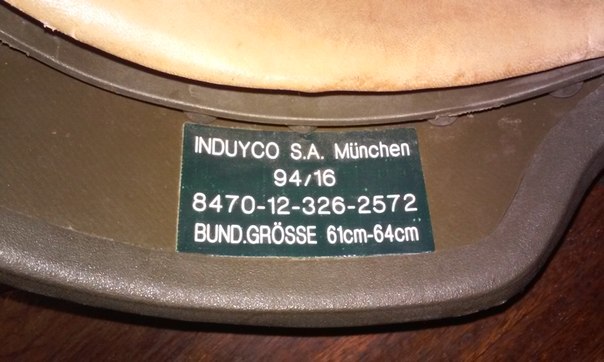 INDUYCO S.A. München
94/16
8470-12-326-2572
BUND.GRÖSSE 61cm-64cm